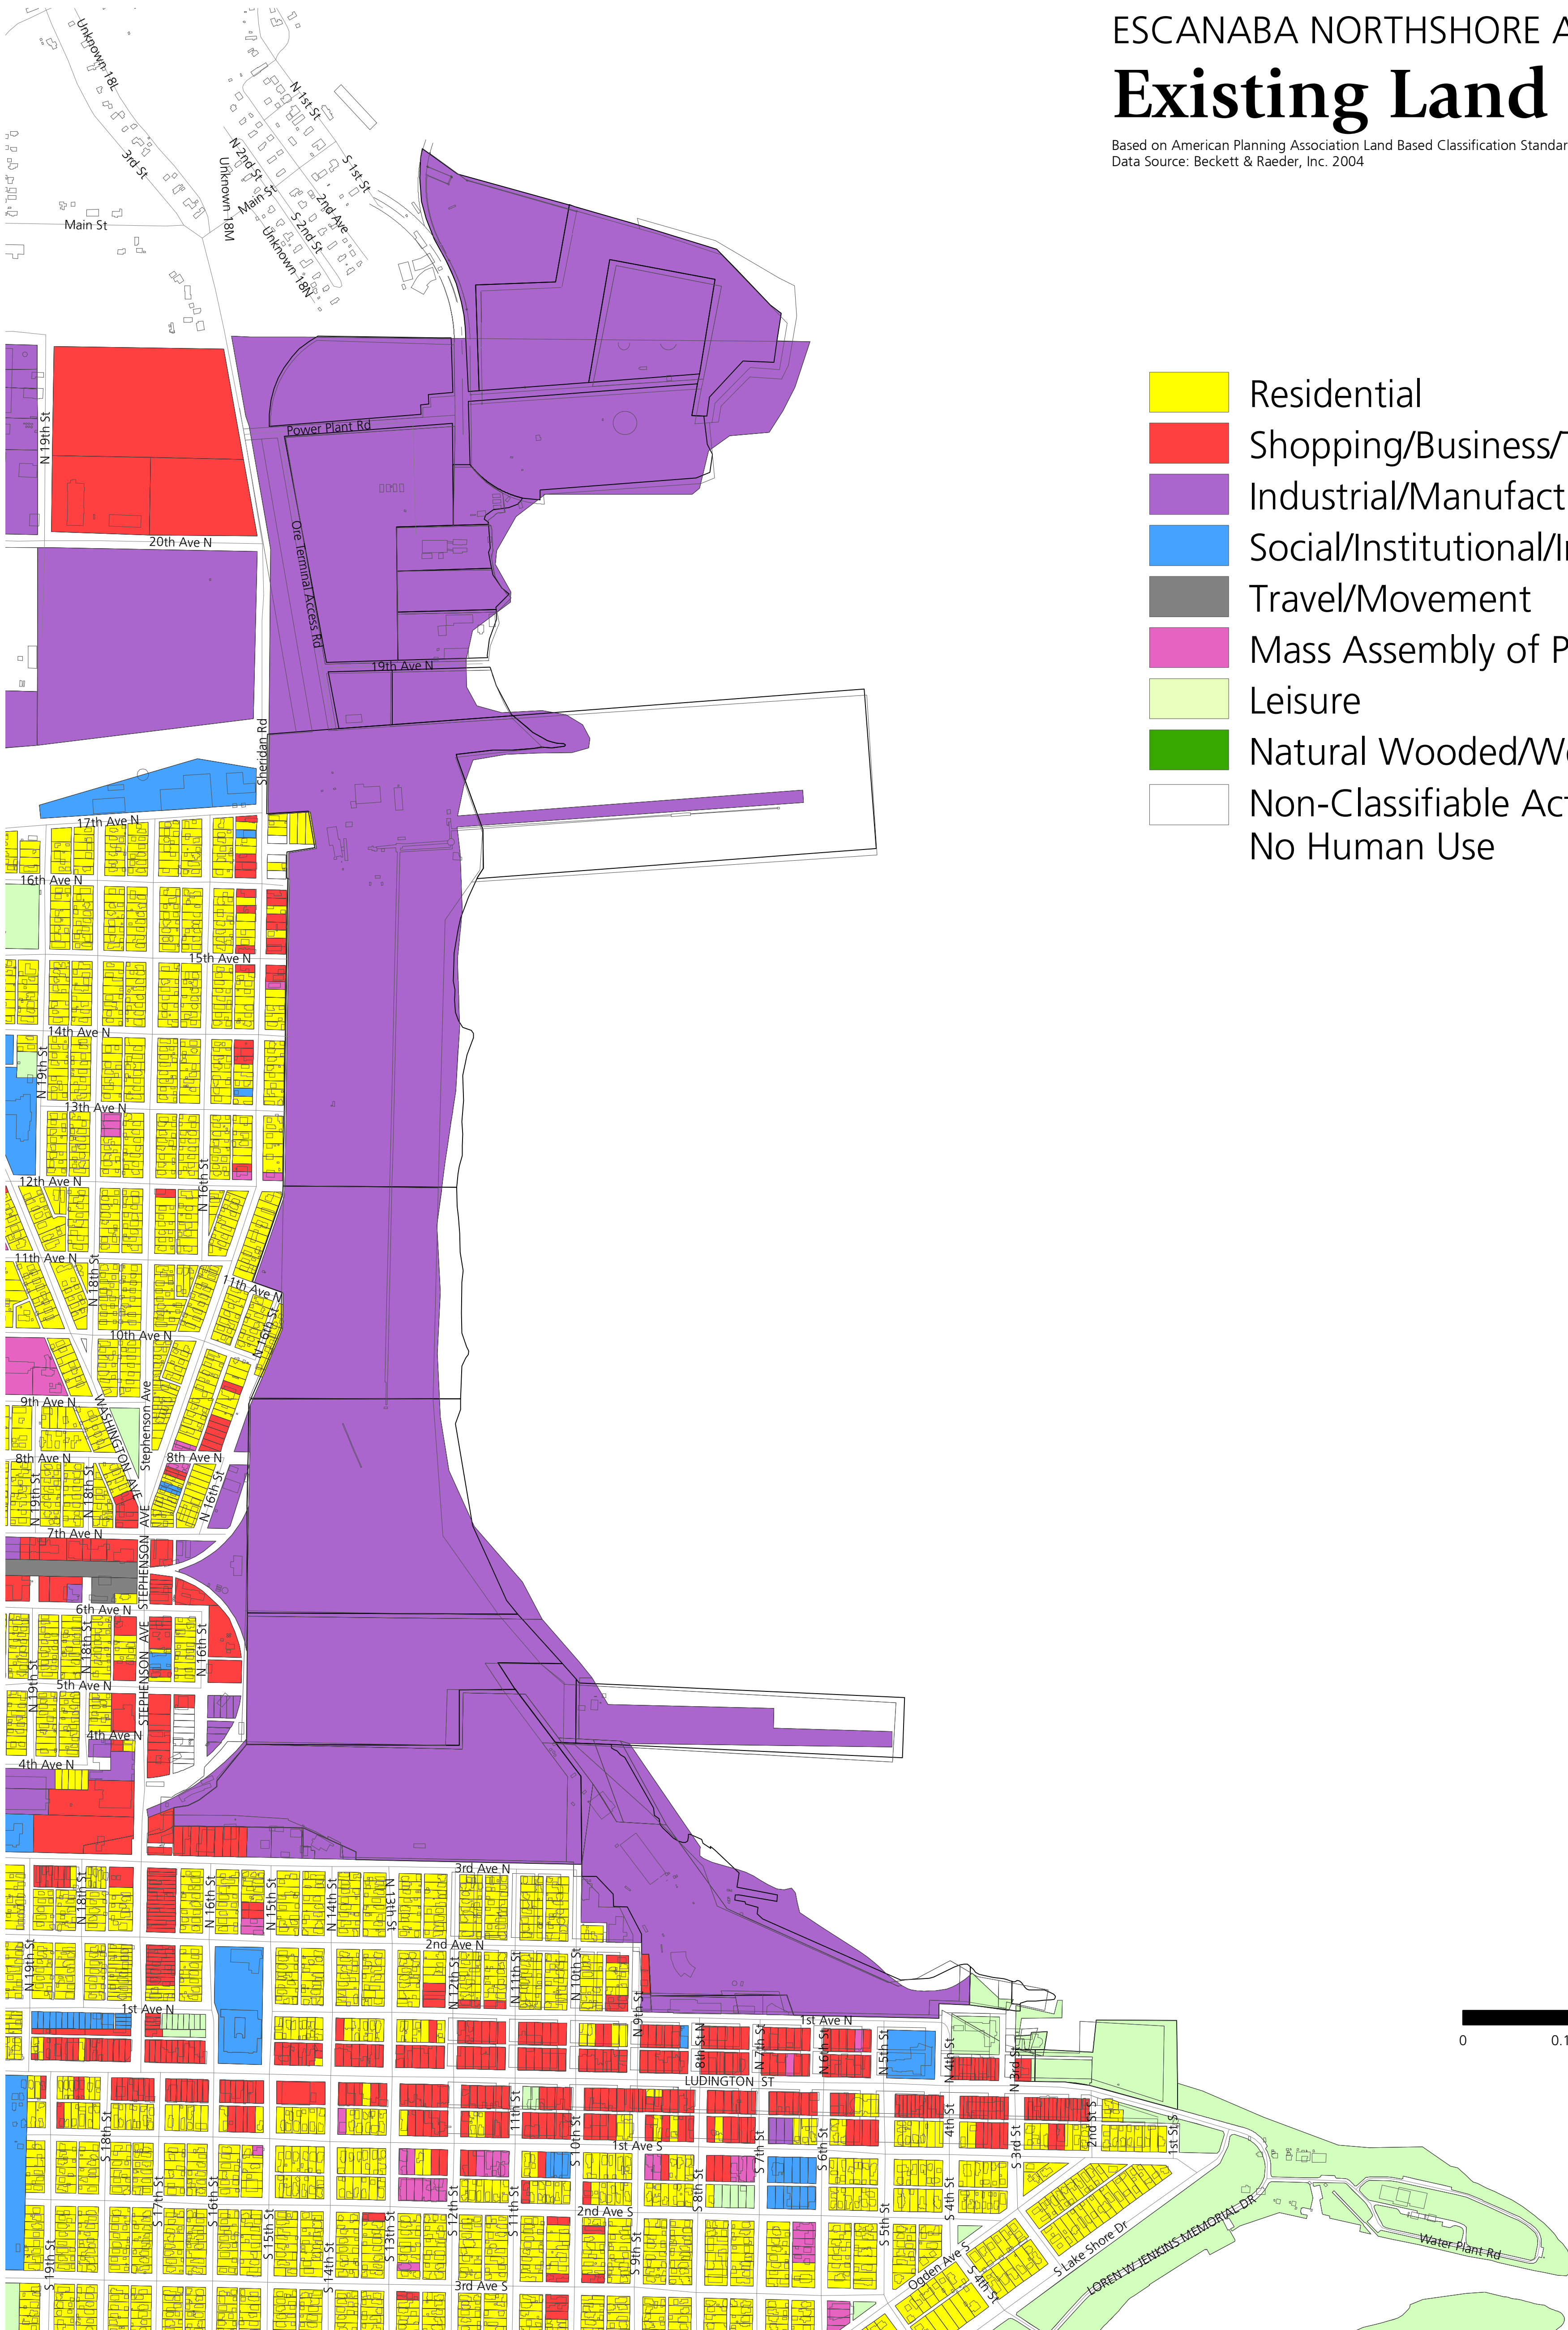 ESCANABA NORTHSHORE A
Existing Land
Based on American Planning Association Land Based Classification Standar
Data Source: Beckett & Raeder, Inc. 2004
Residential
Shopping/Business/T
Industrial/Manufact
Social/Institutional/I
Travel/Movement
Mass Assembly of P
Leisure
Natural Wooded/We
Non-Classifiable Act
No Human Use
0
0.1
Unknown 18L
N 1st St
3rd St
N 2nd St
S 1st St
Unknown 18M
Main St
2nd Ave
S 2nd St
Main St
Unknown 18N
N 19th St
Power Plant Rd
20th Ave N
Ore Terminal Access Rd
19th Ave N
Sheridan Rd
17th Ave N
16th Ave N
15th Ave N
14th Ave N
N 19th St
13th Ave N
12th Ave N
N 16th St
11th Ave N
N 18th St
11th Ave N
10th Ave N
N 16th St
9th Ave N
WASHINGTON AVE
Stephenson Ave
8th Ave N
8th Ave N
N 19th St
N 18th St
N 16th St
7th Ave N
STEPHENSON AVE
6th Ave N
N 18th St
N 16th St
N 19th St
5th Ave N
STEPHENSON AVE
4th Ave N
4th Ave N
3rd Ave N
N 18th St
N 16th St
N 15th St
N 14th St
N 13th St
2nd Ave N
N 19th St
N 12th St
N 11th St
N 10th St
N 9th St
1st Ave N
1st Ave N
8th St N
N 7th St
N 6th St
N 5th St
N 4th St
N 3rd St
LUDINGTON ST
S 18th St
11th St
S 10th St
1st Ave S
S 7th St
S 6th St
4th St
S 3rd St
2nd St S
1st St S
S 17th St
S 16th St
S 15th St
S 13th St
S 12th St
S 11th St
2nd Ave S
S 8th St
S 5th St
S 4th St
S 19th St
S 14th St
S 9th St
3rd Ave S
Ogden Ave S
S 4th St
S Lake Shore Dr
LOREN W JENKINS MEMORIAL DR
Water Plant Rd